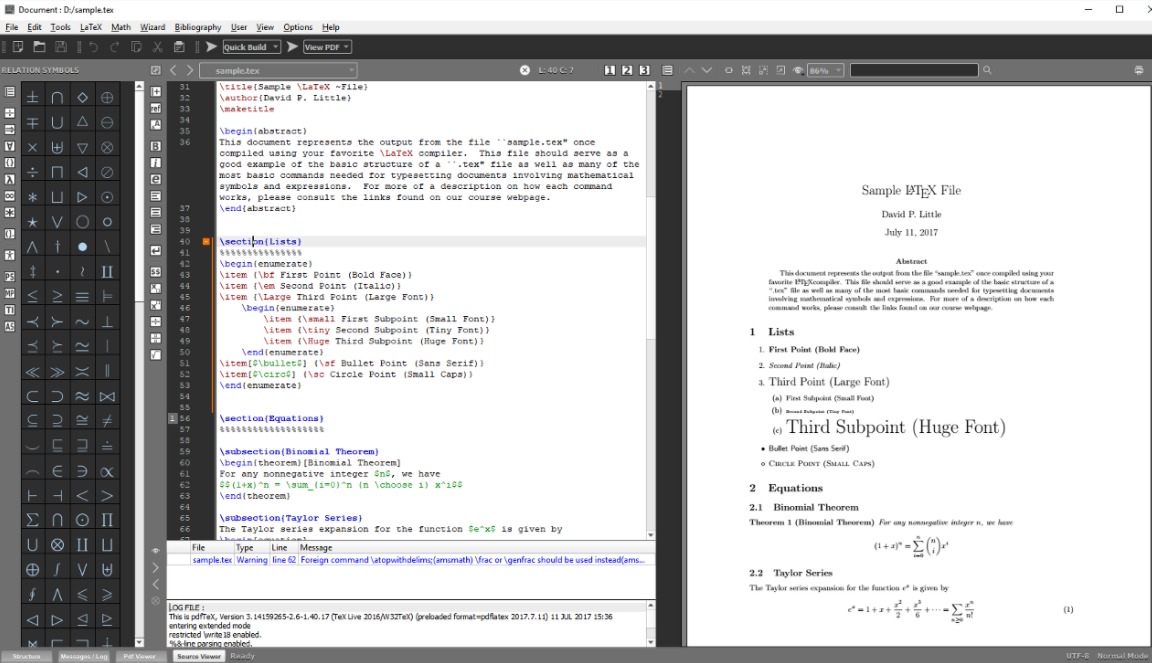 Document : D:/sample.tex
File Edit Tools LaTeX Math Wizard Bibliography User View Options Help
Quick Build View PDF
RELATION SYMBOLS
sample.tex
L: 40 C: 7
1 2 3
86%
31 \title{Sample \LaTeX ~File}
32 \author{David P. Little}
33 \maketitle
34
35 \begin{abstract}
36 This document represents the output from the file ``sample.tex" once
compiled using your favorite \LaTeX compiler.  This file should serve as a
good example of the basic structure of a ``.tex" file as well as many of the
most basic commands needed for typesetting documents involving mathematical
symbols and expressions.  For more of a description on how each command
works, please consult the links found on our course webpage.
37 \end{abstract}
38
39
40 \section{Lists}
41 %%%%%%%%%%%%%%%
42 \begin{enumerate}
43 \item {\bf First Point (Bold Face)}
44 \item {\em Second Point (Italic)}
45 \item {\Large Third Point (Large Font)}
46     \begin{enumerate}
47         \item {\small First Subpoint (Small Font)}
48         \item {\tiny Second Subpoint (Tiny Font)}
49         \item {\Huge Third Subpoint (Huge Font)}
50     \end{enumerate}
51 \item[$\bullet$] {\sf Bullet Point (Sans Serif)}
52 \item[$\circ$] {\sc Circle Point (Small Caps)}
53 \end{enumerate}
54
55
1 56 \section{Equations}
57 %%%%%%%%%%%%%%%%%%%
58
59 \subsection{Binomial Theorem}
60 \begin{theorem}[Binomial Theorem]
61 For any nonnegative integer $n$, we have
62 $$(1+x)^n = \sum_{i=0}^n {n \choose i} x^i$$
63 \end{theorem}
64
65 \subsection{Taylor Series}
66 The Taylor series expansion for the function $e^x$ is given by
\begin{equation}
File Type Line Message
sample.tex Warning line 62 Foreign command \atopwithdelims;(amsmath) \frac or \genfrac should be used instead(ams...
LOG FILE :
This is pdfTeX, Version 3.14159265-2.6-1.40.17 (TeX Live 2016/W32TeX) (preloaded format=pdflatex 2017.7.11) 11 JUL 2017 15:36
entering extended mode
restricted \write18 enabled.
%&-line parsing enabled.
1
2
Sample LATEX File
David P. Little
July 11, 2017
Abstract
This document represents the output from the file "sample.tex" once compiled using your
favorite LATEXcompiler. This file should serve as a good example of the basic structure of a
".tex" file as well as many of the most basic commands needed for typesetting documents
involving mathematical symbols and expressions. For more of a description on how each
command works, please consult the links found on our course webpage.
1 Lists
1. First Point (Bold Face)
2. Second Point (Italic)
3. Third Point (Large Font)
(a) First Subpoint (Small Font)
(b) Second Subpoint (Tiny Font)
(c) Third Subpoint (Huge Font)
• Bullet Point (Sans Serif)
∘ Circle Point (Small Caps)
2 Equations
2.1 Binomial Theorem
Theorem 1 (Binomial Theorem) For any nonnegative integer n, we have
(1 + x)^n = ∑_{i=0}^n (n i) x^i
2.2 Taylor Series
The Taylor series expansion for the function e^x is given by
e^x = 1 + x + x^2/2 + x^3/6 + ··· = ∑_{n≥0} x^n/n! (1)
Structure Messages / Log Pdf Viewer Source Viewer Ready
UTF-8 Normal Mode